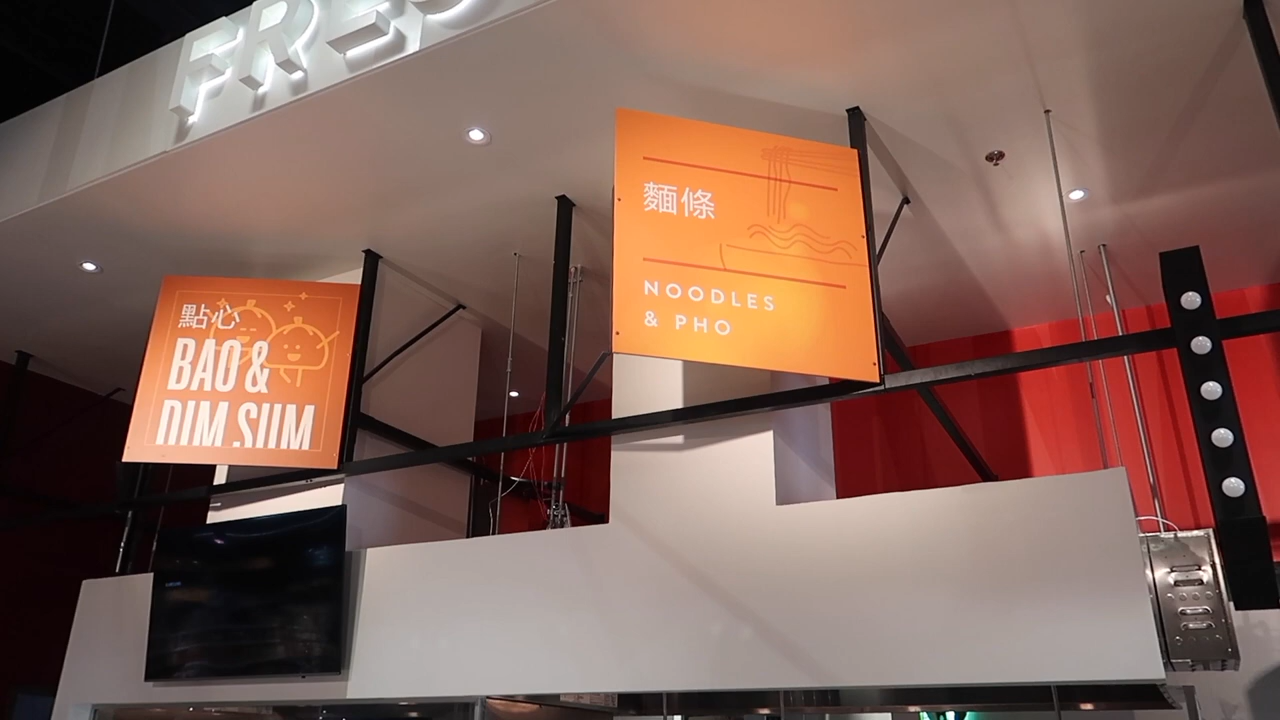 點心
BAO &
DIM SUM
麵條
NOODLES
& PHO